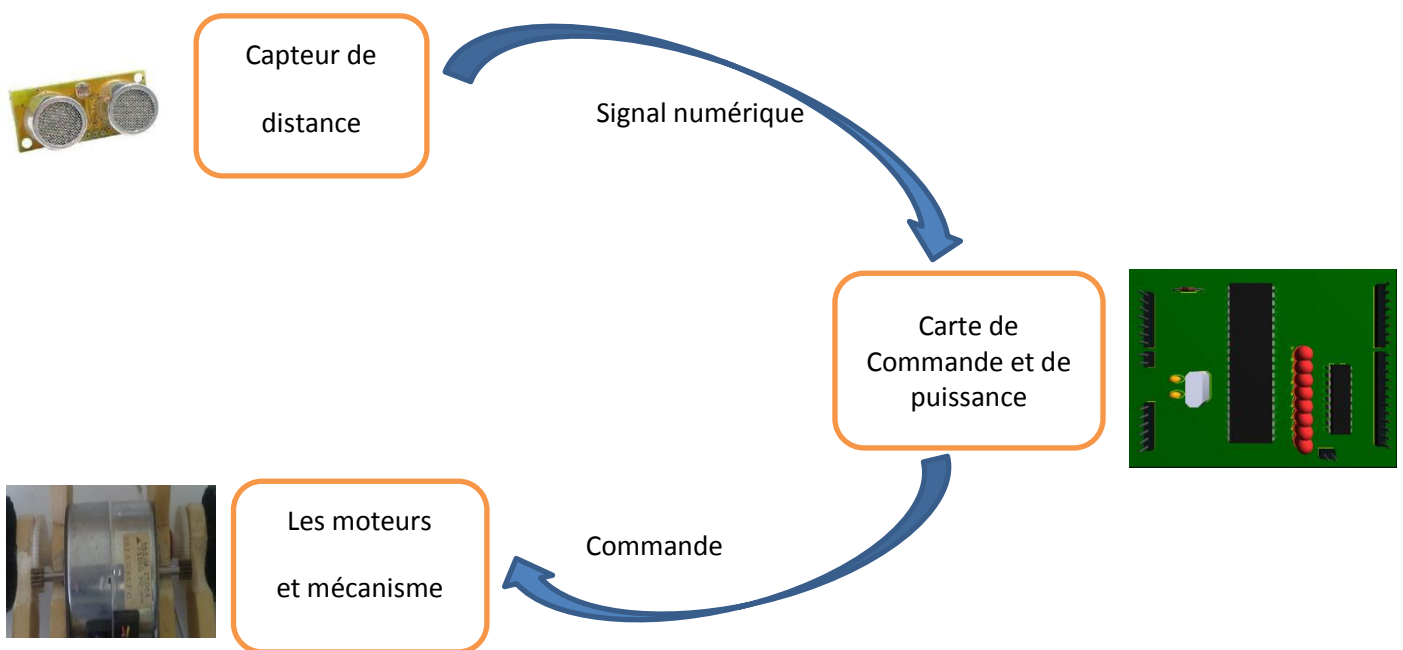 Capteur de
distance
Signal numérique
Carte de
Commande et de
puissance
Commande
Les moteurs
et mécanisme